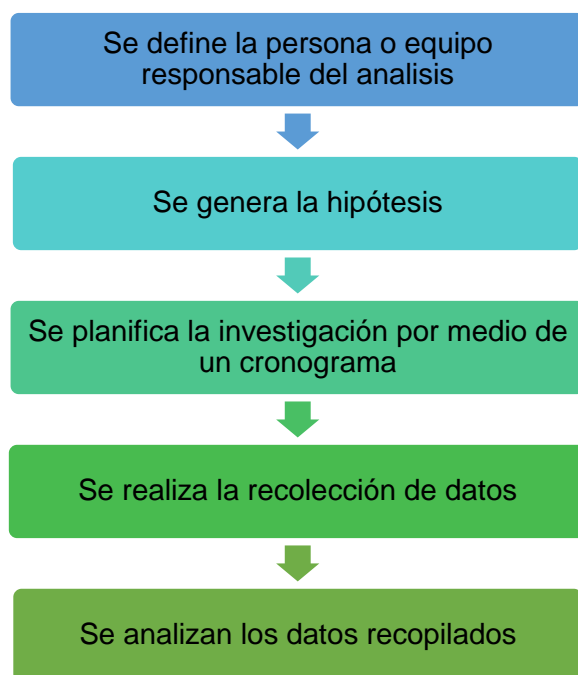 Se define la persona o equipo
responsable del analisis
Se genera la hipótesis
Se planifica la investigación por medio de
un cronograma
Se realiza la recolección de datos
Se analizan los datos recopilados